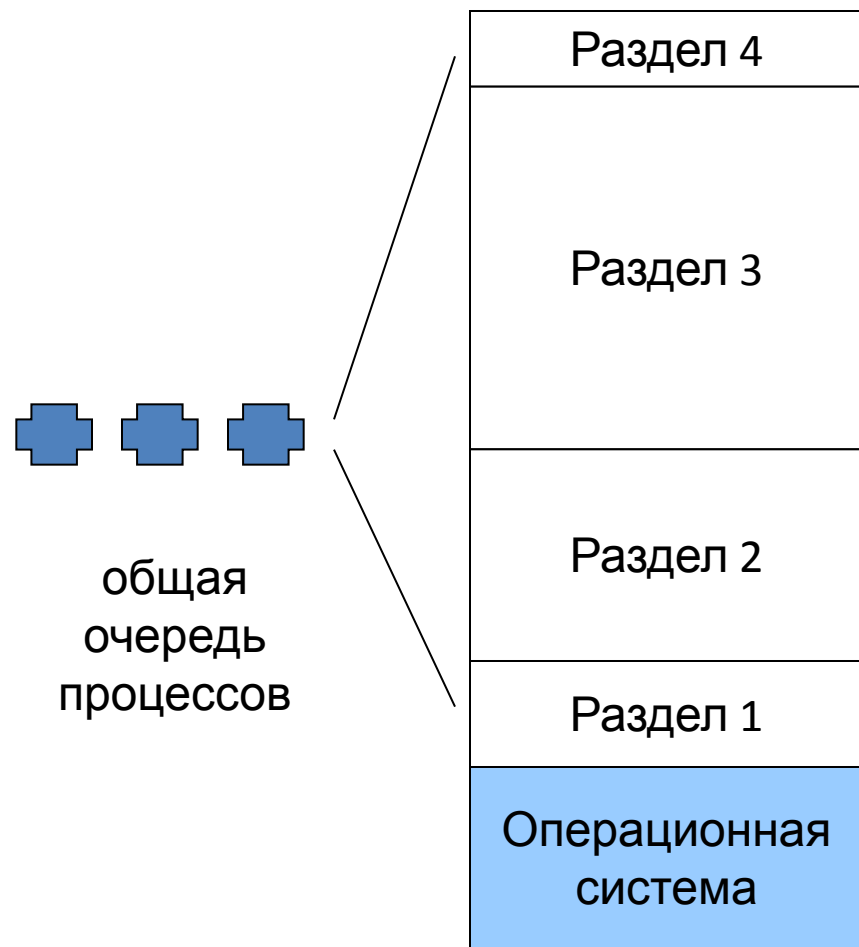 Раздел 4
Раздел 3
общая
очередь
процессов
Раздел 2
Раздел 1
Операционная
система